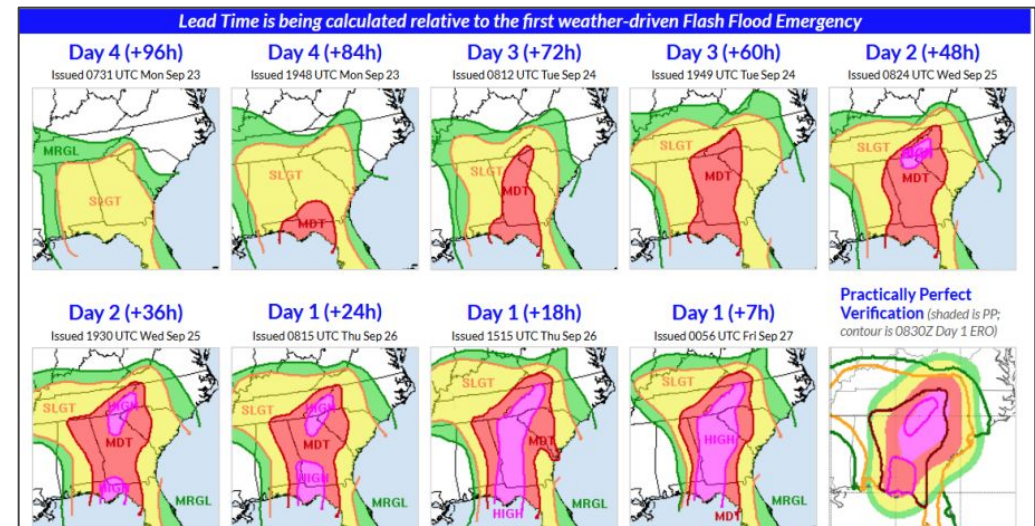 Lead Time is being calculated relative to the first weather-driven Flash Flood Emergency
Day 4 (+96h)
Issued 0731 UTC Mon Sep 23
MRGL
SLGT
Day 4 (+84h)
Issued 1948 UTC Mon Sep 23
SLGT
MDT
Day 3 (+72h)
Issued 0812 UTC Tue Sep 24
SLGT
MDT
Day 3 (+60h)
Issued 1949 UTC Tue Sep 24
SLGT
MDT
Day 2 (+48h)
Issued 0824 UTC Wed Sep 25
SLGT
HIGH
MDT
Day 2 (+36h)
Issued 1930 UTC Wed Sep 25
SLGT
HIGH
MDT
HIGH
MRGL
Day 1 (+24h)
Issued 0815 UTC Thu Sep 26
SLGT
HIGH
MDT
HIGH
MRGL
Day 1 (+18h)
Issued 1515 UTC Thu Sep 26
SLGT
MDT
MRGL
HIGH
Day 1 (+7h)
Issued 0056 UTC Fri Sep 27
SLGT
HIGH
MRGL
MDT
Practically Perfect
Verification (shaded is PP;
contour is 0830Z Day 1 ERO)